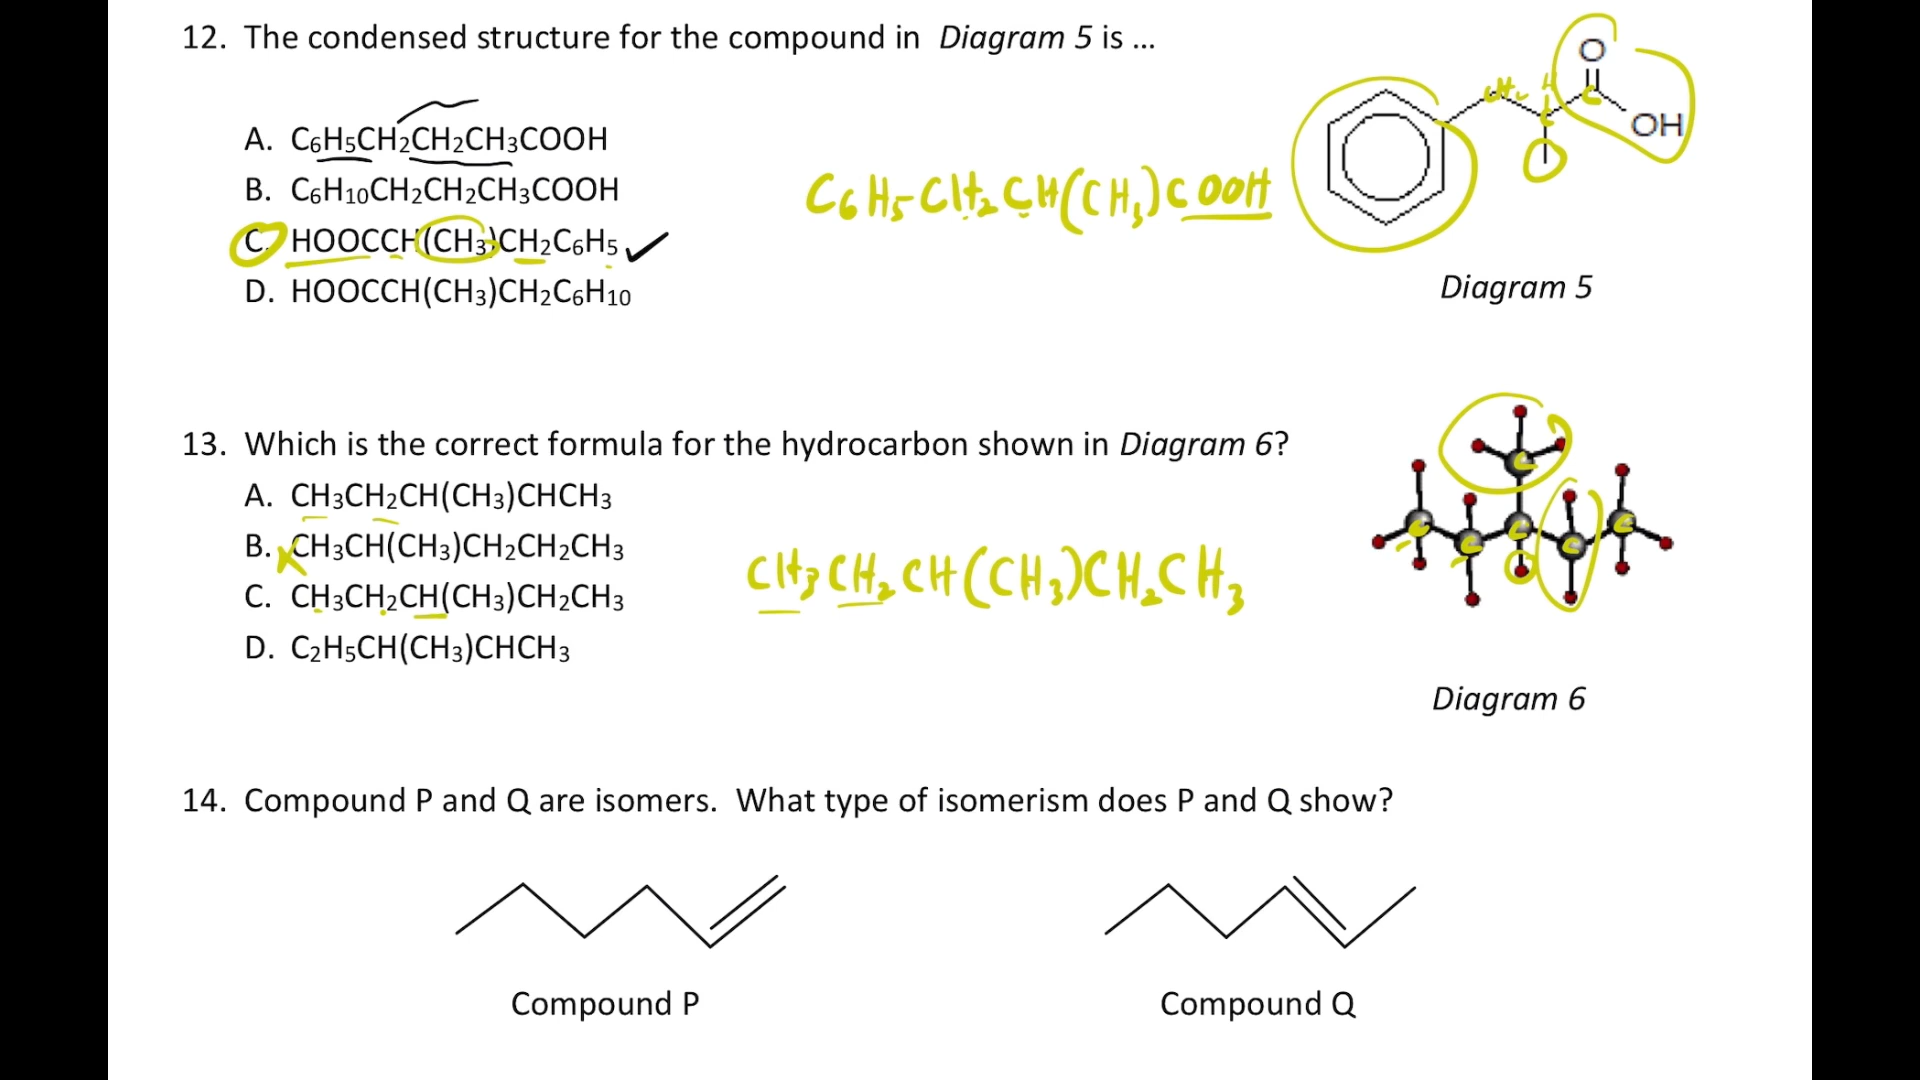 12. The condensed structure for the compound in Diagram 5 is ...
A. C6H5CH2CH2CH3COOH
B. C6H10CH2CH2CH3COOH
C. HOOCCH(CH3)CH2C6H5
D. HOOCCH(CH3)CH2C6H10
C6H5CH2CH(CH3)COOH
O
OH
CH2
H
C
C
Diagram 5
13. Which is the correct formula for the hydrocarbon shown in Diagram 6?
A. CH3CH2CH(CH3)CHCH3
B. CH3CH(CH3)CH2CH2CH3
C. CH3CH2CH(CH3)CH2CH3
D. C2H5CH(CH3)CHCH3
CH3CH2CH(CH3)CH2CH3
C
C
C
C
C
C
Diagram 6
14. Compound P and Q are isomers. What type of isomerism does P and Q show?
Compound P
Compound Q